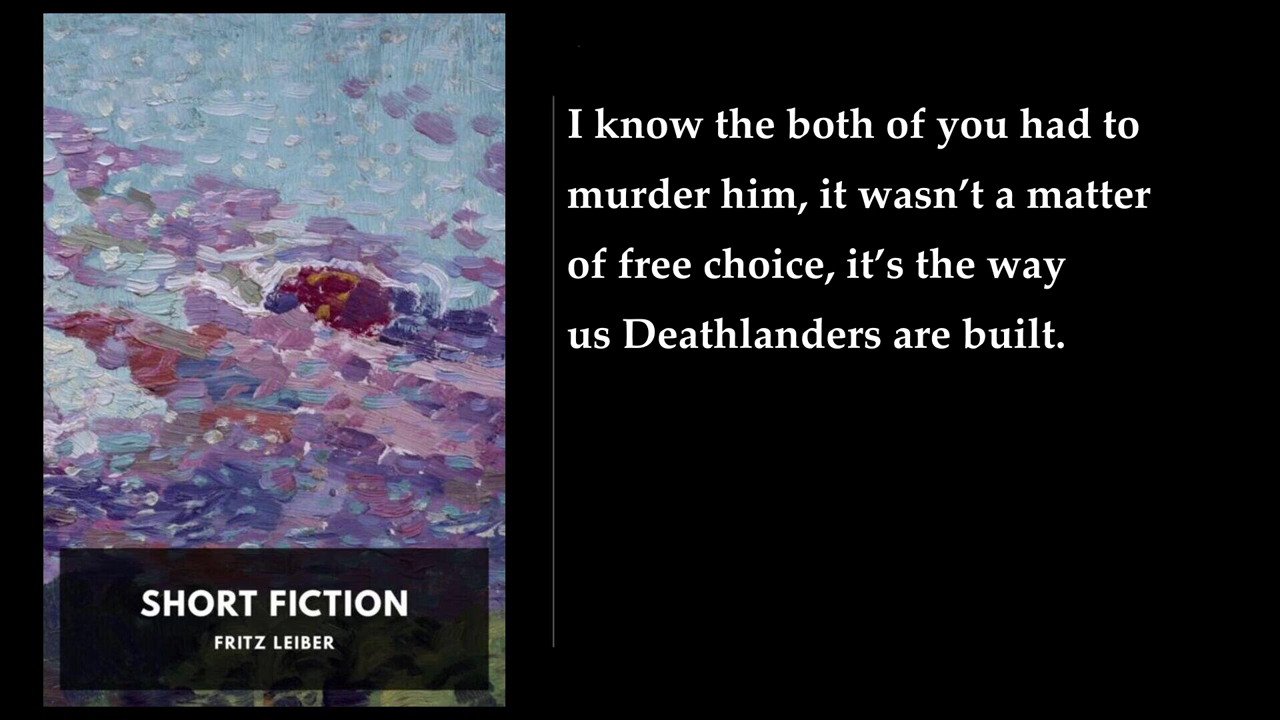 I know the both of you had to
murder him, it wasn’t a matter
of free choice, it’s the way
us Deathlanders are built.
SHORT FICTION
FRITZ LEIBER